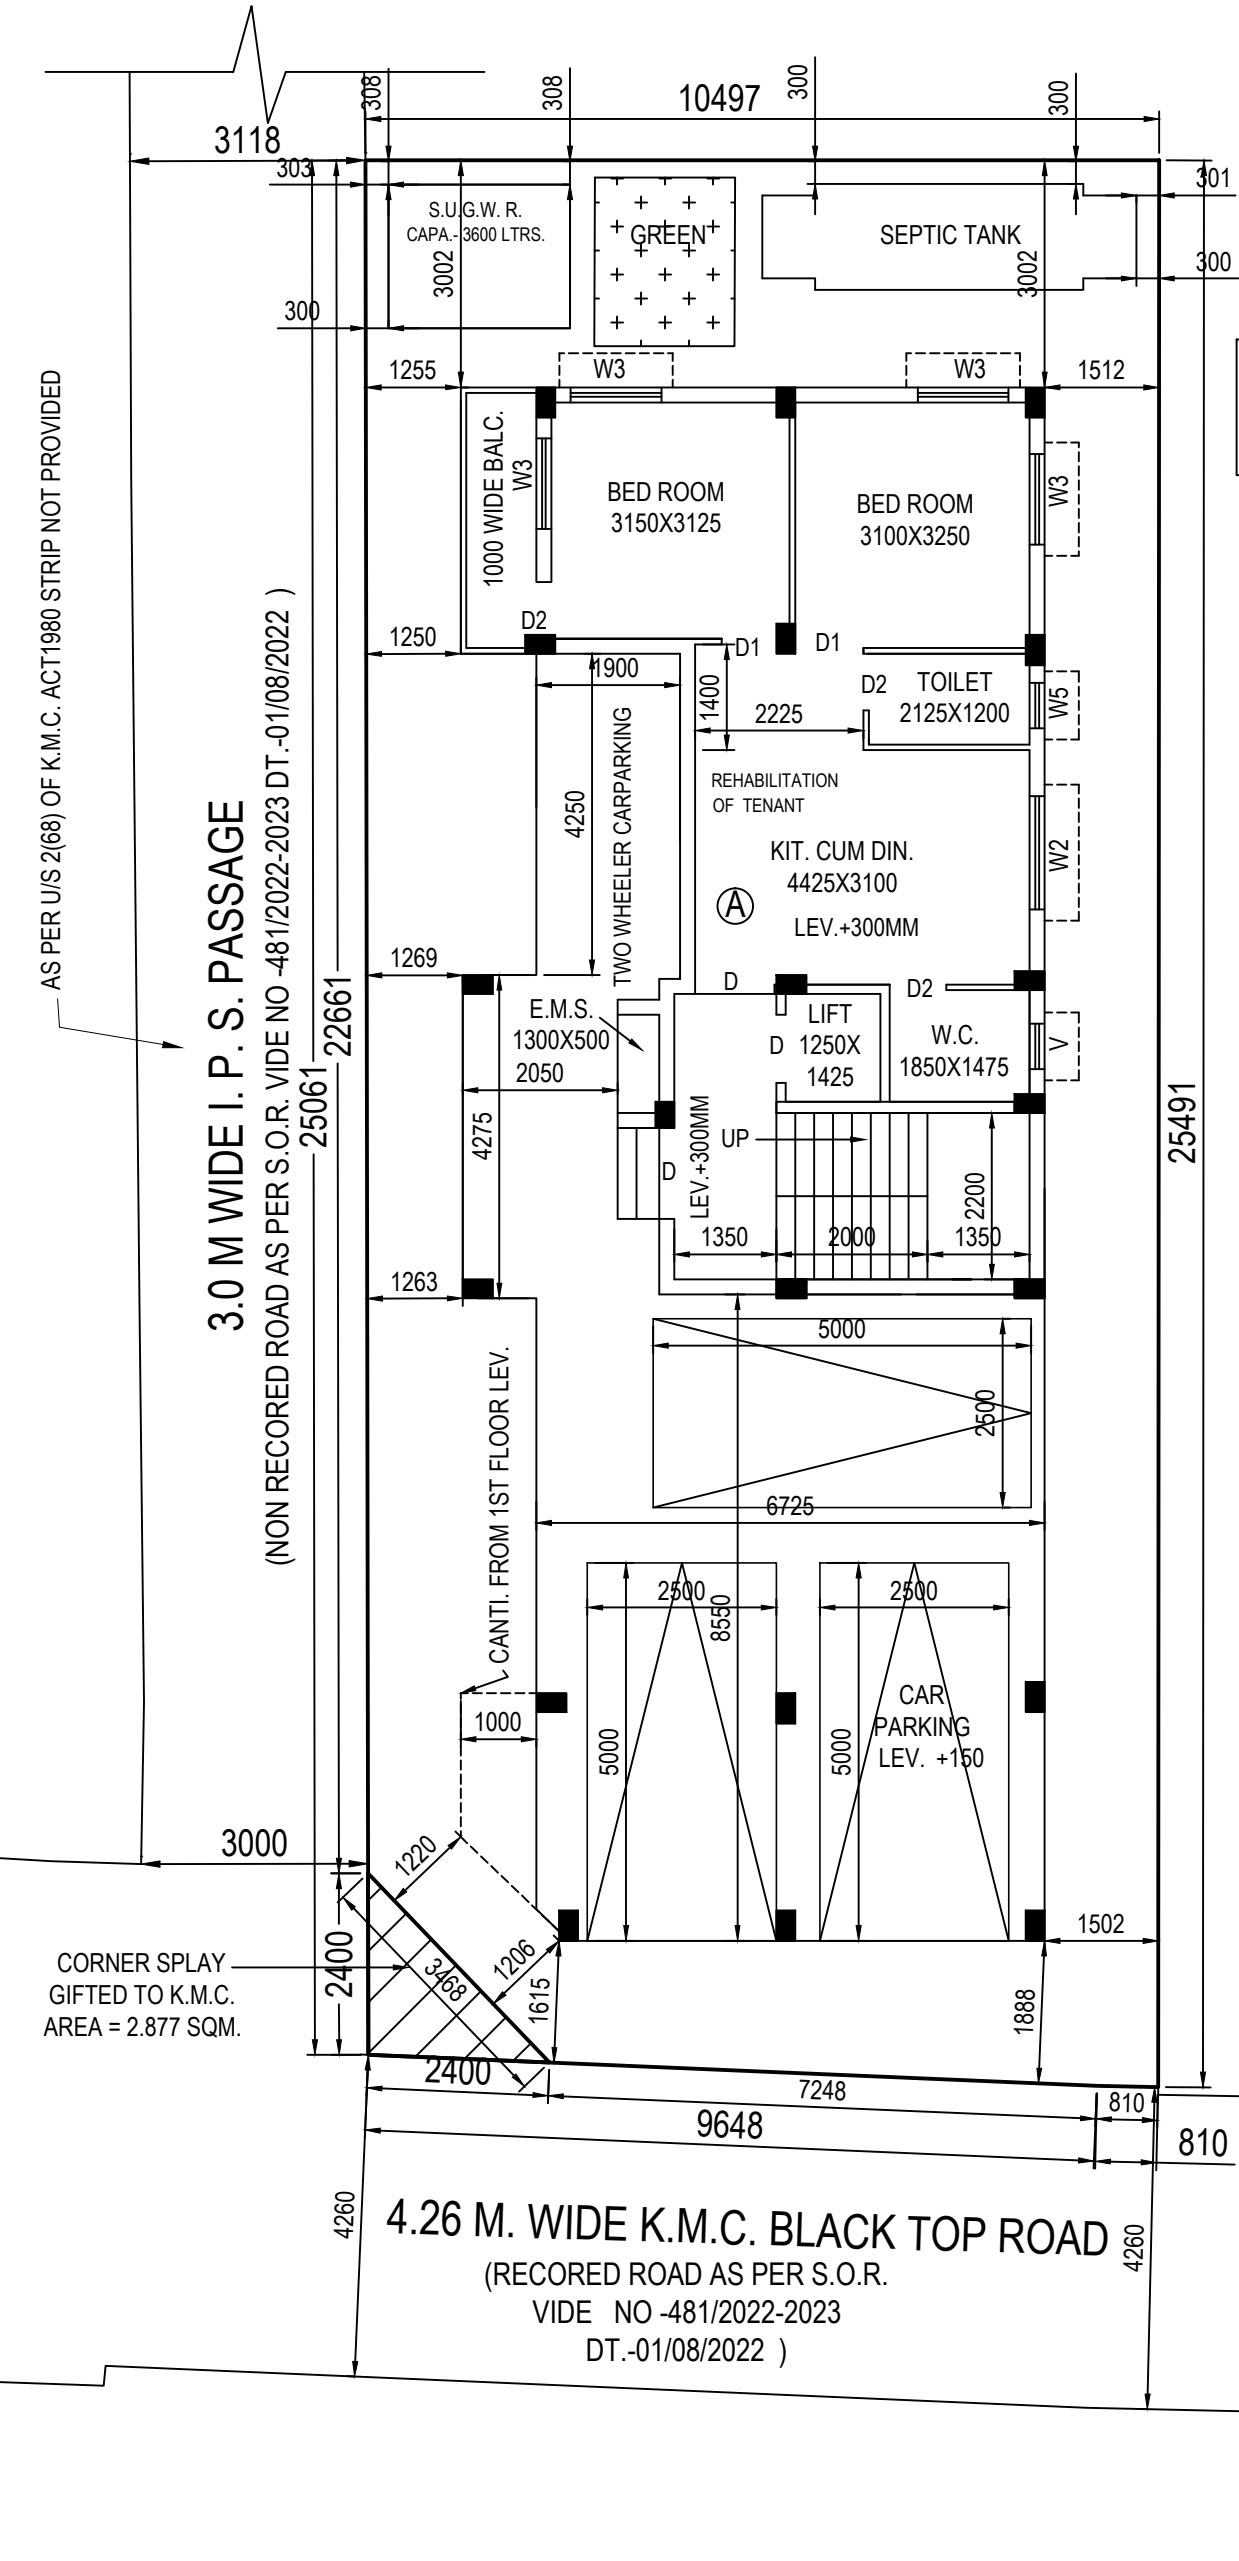 308
308
10497
300
300
3118
303
301
S.U.G.W. R.
CAPA.- 3600 LTRS.
GREEN
SEPTIC TANK
3002
3002
300
300
1255
W3
W3
1512
AS PER U/S 2(68) OF K.M.C. ACT1980 STRIP NOT PROVIDED
1000 WIDE BALC.
W3
BED ROOM
3150X3125
BED ROOM
3100X3250
W3
D2
1250
D1
D1
1900
1400
D2
TOILET
2125X1200
W5
2225
TWO WHEELER CARPARKING
4250
REHABILITATION
OF TENANT
KIT. CUM DIN.
4425X3100
W2
A
LEV.+300MM
3.0 M WIDE I. P. S. PASSAGE
(NON RECORED ROAD AS PER S.O.R. VIDE NO -481/2022-2023 DT.-01/08/2022 )
25061
22661
1269
D
D2
E.M.S.
1300X500
LIFT
1250X
1425
D
W.C.
1850X1475
V
2050
4275
LEV.+300MM
UP
D
2200
25491
1350
2000
1350
1263
5000
2500
CANTI. FROM 1ST FLOOR LEV.
6725
2500
2500
8550
CAR
PARKING
LEV. +150
1000
5000
5000
3000
1220
CORNER SPLAY
GIFTED TO K.M.C.
AREA = 2.877 SQM.
2400
3468
1206
1615
1502
1888
2400
7248
810
9648
810
4260
4260
4.26 M. WIDE K.M.C. BLACK TOP ROAD
(RECORED ROAD AS PER S.O.R.
VIDE NO -481/2022-2023
DT.-01/08/2022 )